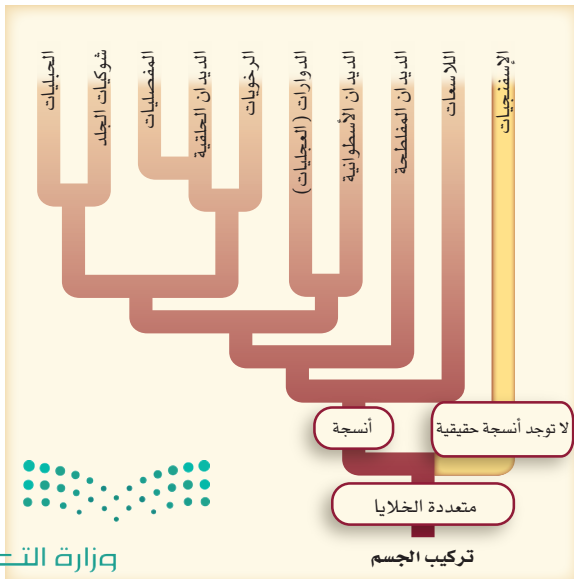 الإسفنجيات
اللاسعات
الديدان المفلطحة
الديدان الأسطوانية
الدوارات (العجليات)
الرخويات
الديدان الحلقية
المفصليات
شوكيات الجلد
الحبليات
لا توجد أنسجة حقيقية
أنسجة
متعددة الخلايا
تركيب الجسم
وزارة التـ